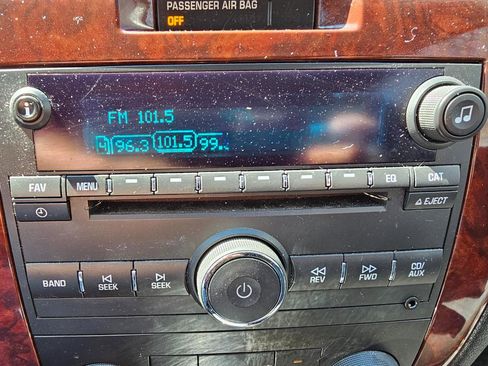 PASSENGER AIR BAG
OFF
FM 101.5
96.3 101.5 99
FAV MENU EQ CAT
EJECT
BAND SEEK SEEK REV FWD CD/
AUX